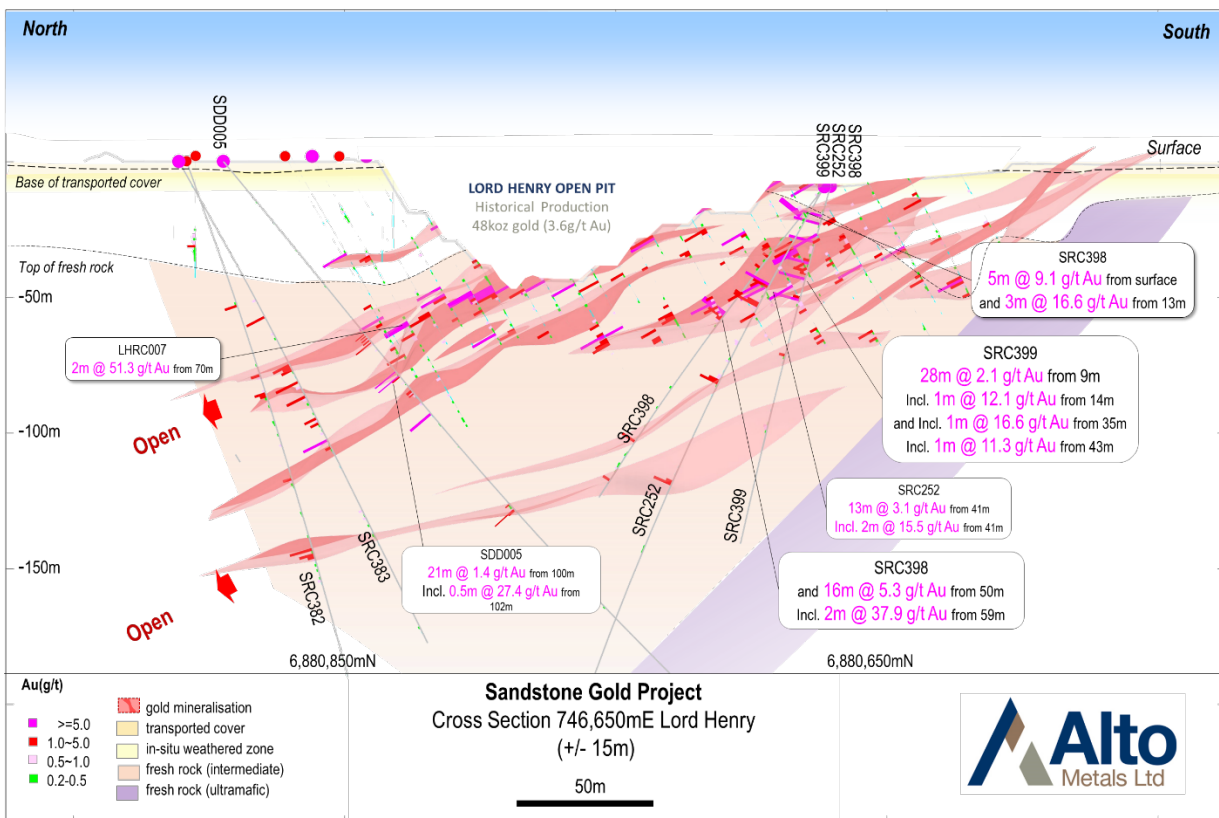 North
South
SDD005
SRC399
SRC252
SRC398
Surface
Base of transported cover
LORD HENRY OPEN PIT
Historical Production
48koz gold (3.6g/t Au)
Top of fresh rock
-50m
SRC398
5m @ 9.1 g/t Au from surface
and 3m @ 16.6 g/t Au from 13m
LHRC007
2m @ 51.3 g/t Au from 70m
SRC399
28m @ 2.1 g/t Au from 9m
Incl. 1m @ 12.1 g/t Au from 14m
and Incl. 1m @ 16.6 g/t Au from 35m
Incl. 1m @ 11.3 g/t Au from 43m
-100m
Open
SRC398
SRC252
SRC399
SRC252
13m @ 3.1 g/t Au from 41m
Incl. 2m @ 15.5 g/t Au from 41m
SRC383
SRC382
-150m
Open
SDD005
21m @ 1.4 g/t Au from 100m
Incl. 0.5m @ 27.4 g/t Au from
102m
SRC398
and 16m @ 5.3 g/t Au from 50m
Incl. 2m @ 37.9 g/t Au from 59m
6,880,850mN
6,880,650mN
Au(g/t)
>=5.0
1.0~5.0
0.5~1.0
0.2-0.5
gold mineralisation
transported cover
in-situ weathered zone
fresh rock (intermediate)
fresh rock (ultramafic)
Sandstone Gold Project
Cross Section 746,650mE Lord Henry
(+/- 15m)
50m
Alto
Metals Ltd